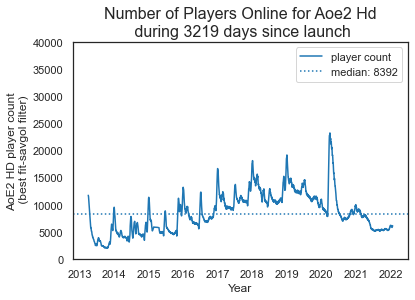 Number of Players Online for Aoe2 Hd
during 3219 days since launch
AoE2 HD player count
(best fit-savgol filter)
40000
35000
30000
25000
20000
15000
10000
5000
0
player count
median: 8392
2013 2014 2015 2016 2017 2018 2019 2020 2021 2022
Year